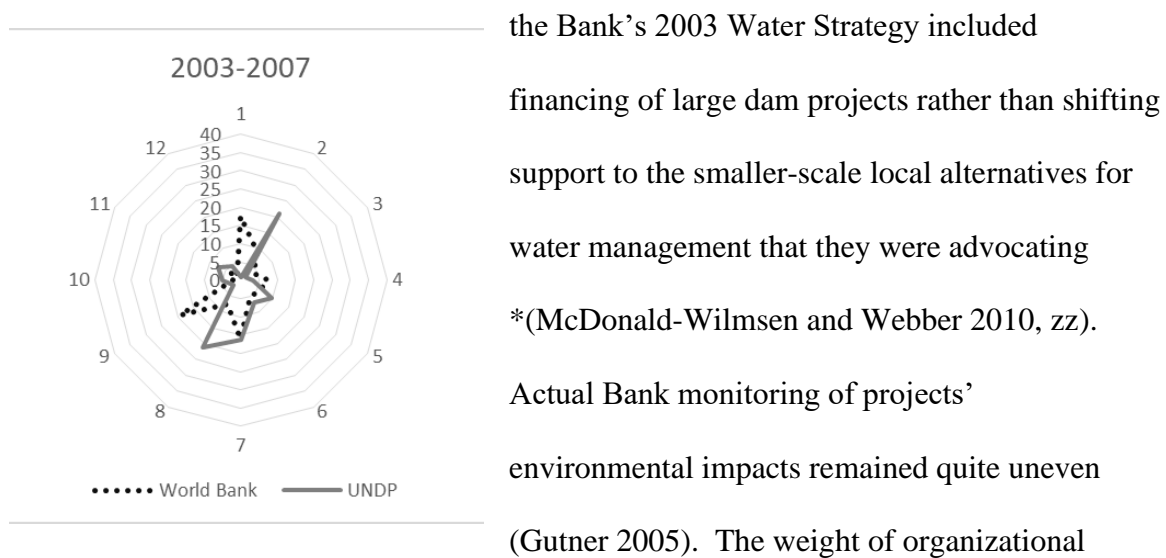 2003-2007
1
2
3
4
5
6
7
8
9
10
11
12
40
35
30
25
20
15
10
5
0
World Bank UNDP
the Bank’s 2003 Water Strategy included
financing of large dam projects rather than shifting
support to the smaller-scale local alternatives for
water management that they were advocating
*(McDonald-Wilmsen and Webber 2010, zz).
Actual Bank monitoring of projects’
environmental impacts remained quite uneven
(Gutner 2005).  The weight of organizational